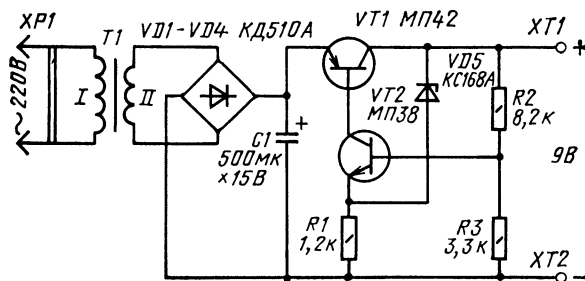 XP1
T1
VD1-VD4 КД510А
VT1 МП42
XT1
+
~220В
I
II
VD5
КС168А
VT2
МП38
R2
8,2к
+
C1
500мк
×15В
9В
R1
1,2к
R3
3,3к
XT2
-